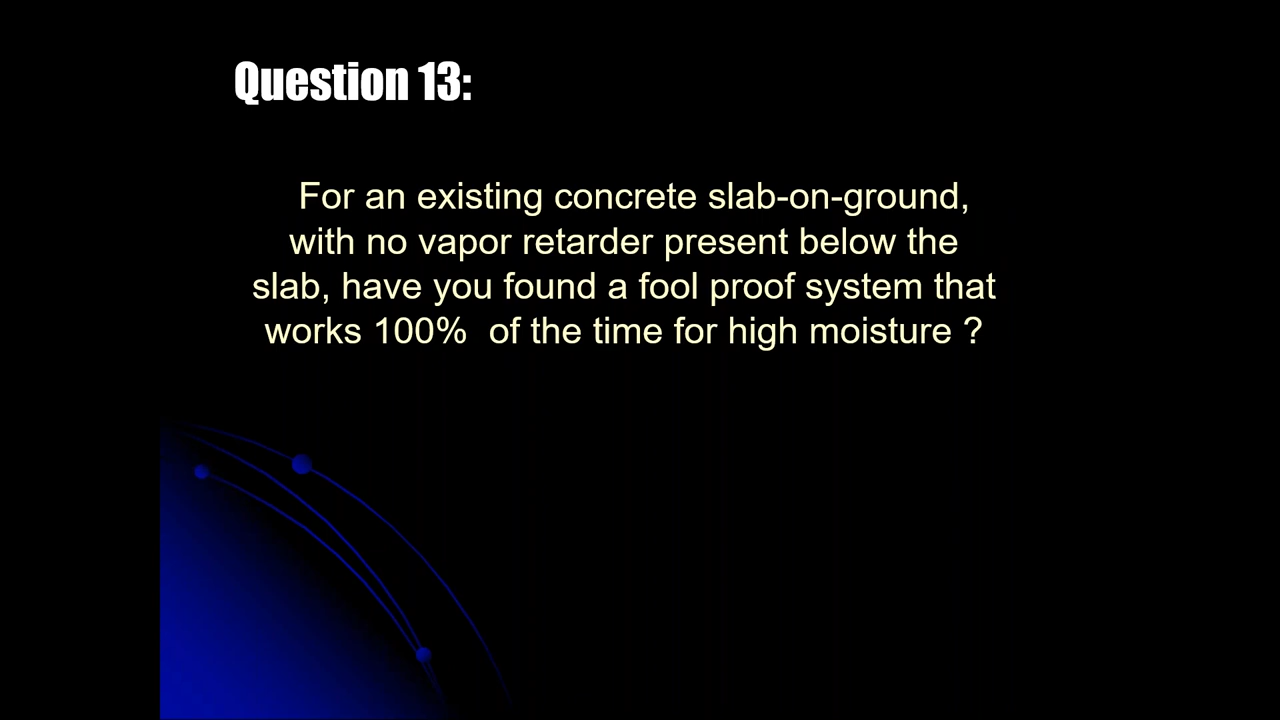 Question 13:
For an existing concrete slab-on-ground,
with no vapor retarder present below the
slab, have you found a fool proof system that
works 100%  of the time for high moisture ?